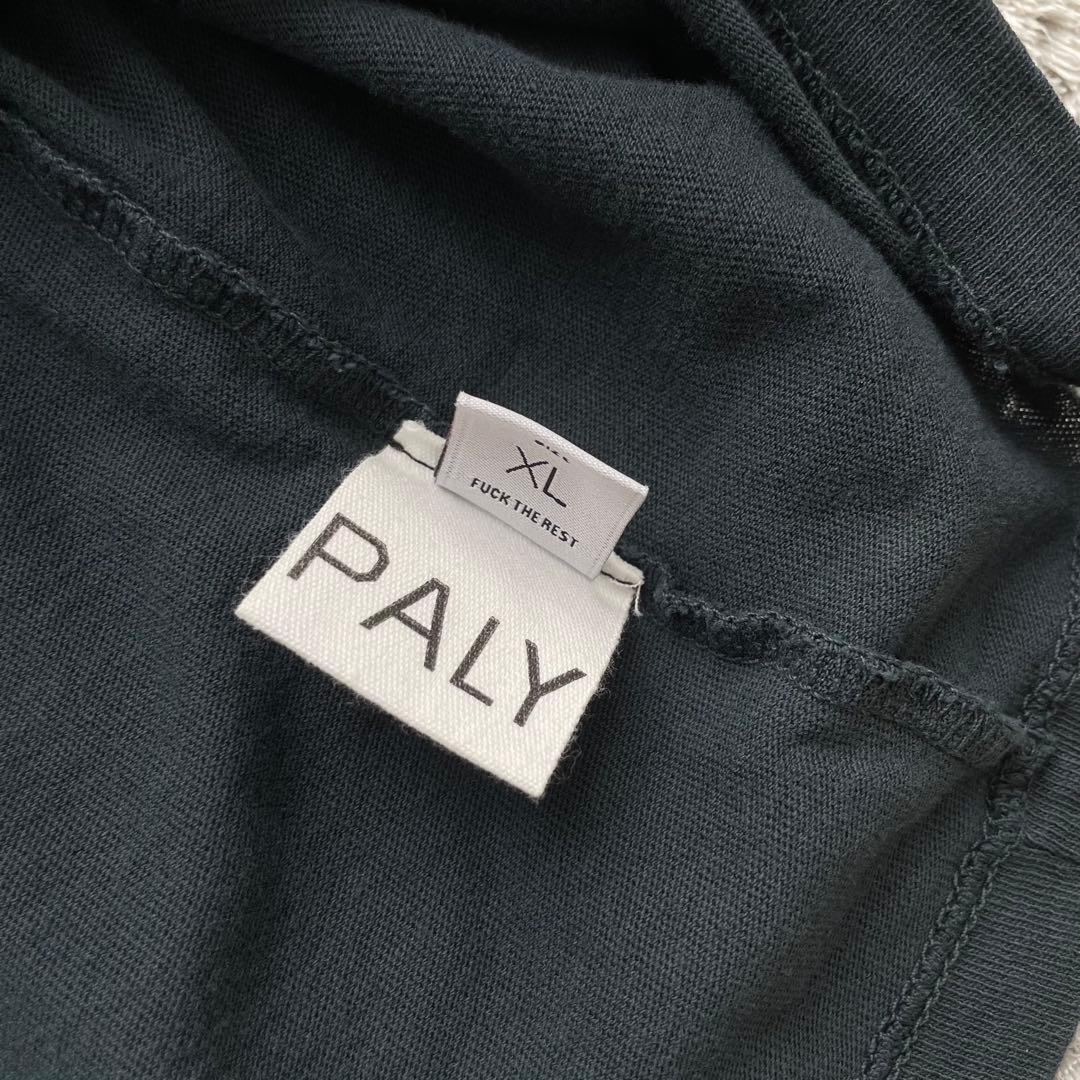 XL
FUCK THE REST
PALY